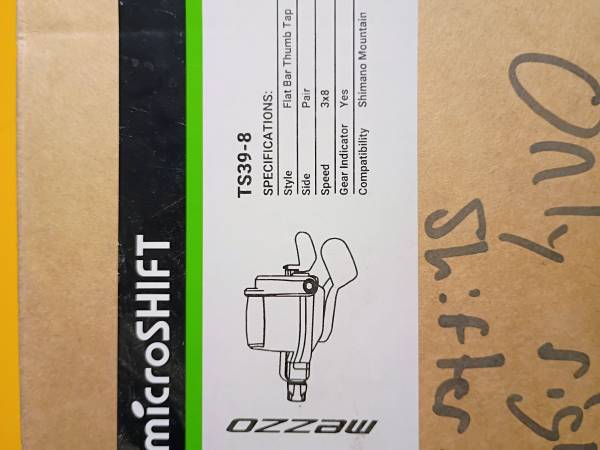 microSHIFT
mezzo
TS39-8
SPECIFICATIONS:
Style Flat Bar Thumb Tap
Side Pair
Speed 3x8
Gear Indicator Yes
Compatibility Shimano Mountain
Only
Shifter